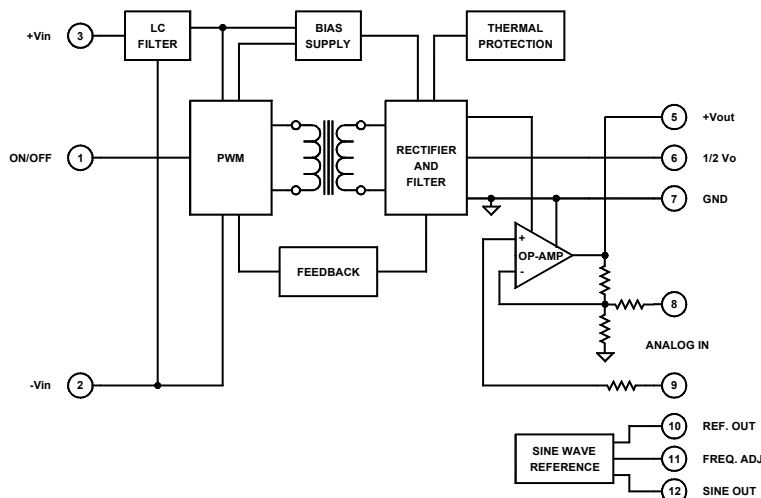 +Vin
3
LC
FILTER
BIAS
SUPPLY
THERMAL
PROTECTION
ON/OFF
1
PWM
RECTIFIER
AND
FILTER
5
+Vout
6
1/2 Vo
7
GND
+
OP-AMP
-
FEEDBACK
8
ANALOG IN
-Vin
2
9
SINE WAVE
REFERENCE
10
REF. OUT
11
FREQ. ADJ
12
SINE OUT